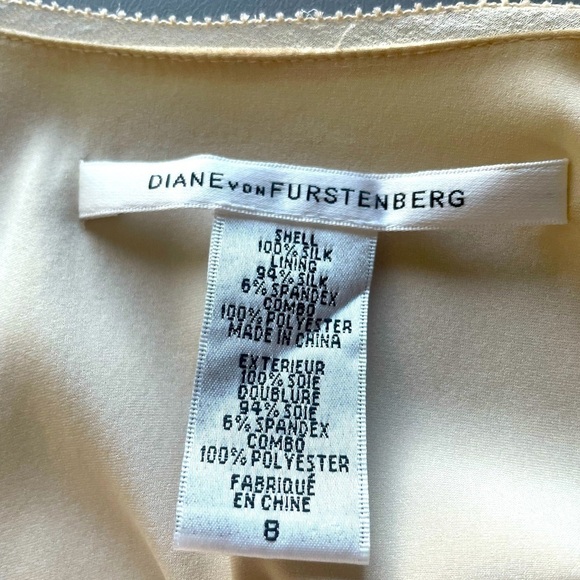 DIANE VON FURSTENBERG
SHELL
100% SILK
LINING
94% SILK
6% SPANDEX
COMBO
100% POLYESTER
MADE IN CHINA
EXTERIEUR
100% SOIE
DOUBLURE
94% SOIE
6% SPANDEX
COMBO
100% POLYESTER
FABRIQUÉ
EN CHINE
8